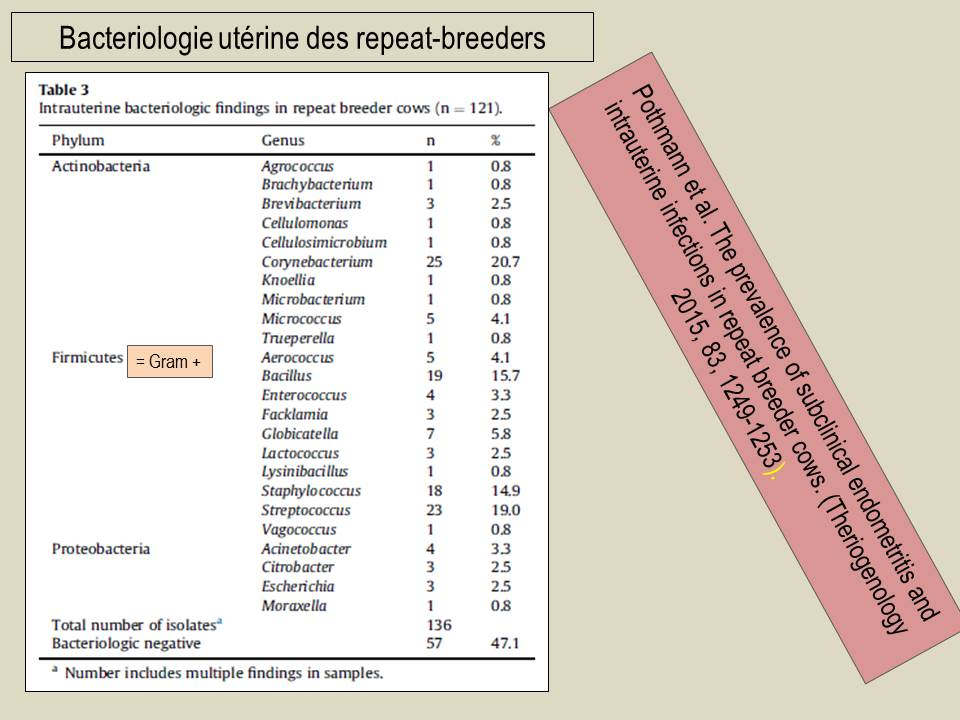 Bacteriologie utérine des repeat-breeders
Table 3
Intrauterine bacteriologic findings in repeat breeder cows (n = 121).
Phylum Genus n %
Actinobacteria Agrococcus 1 0.8
Brachybacterium 1 0.8
Brevibacterium 3 2.5
Cellulomonas 1 0.8
Cellulosimicrobium 1 0.8
Corynebacterium 25 20.7
Knoellia 1 0.8
Microbacterium 1 0.8
Micrococcus 5 4.1
Trueperella 1 0.8
Firmicutes = Gram + Aerococcus 5 4.1
Bacillus 19 15.7
Enterococcus 4 3.3
Facklamia 3 2.5
Globicatella 7 5.8
Lactococcus 3 2.5
Lysinibacillus 1 0.8
Staphylococcus 18 14.9
Streptococcus 23 19.0
Vagococcus 1 0.8
Proteobacteria Acinetobacter 4 3.3
Citrobacter 3 2.5
Escherichia 3 2.5
Moraxella 1 0.8
Total number of isolatesa 136
Bacteriologic negative 57 47.1
a Number includes multiple findings in samples.
Pothmann et al. The prevalence of subclinical endometritis and
intrauterine infections in repeat breeder cows. (Theriogenology
2015, 83, 1249-1253).